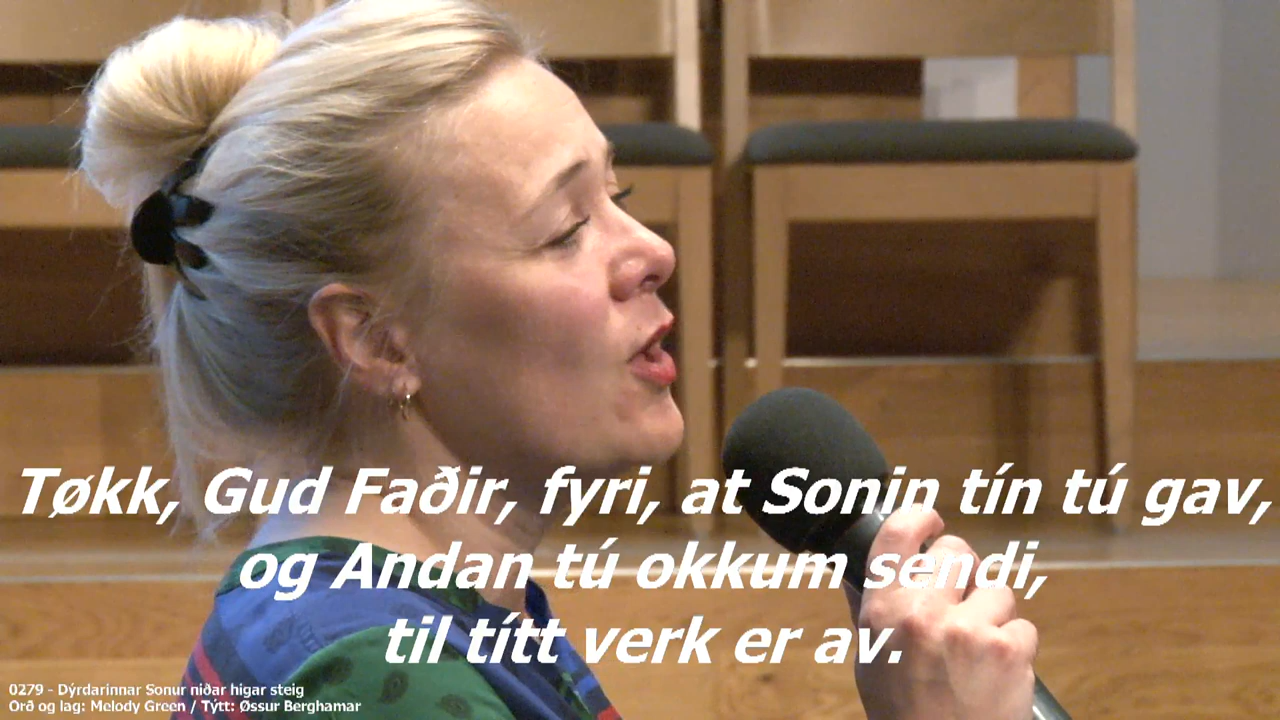 Tøkk, Gud Faðir, fyri, at Sonin tín tú gav,
og Andan tú okkum sendi,
til títt verk er av.
0279 - Dýrdarinnar Sonur niðar higar steig
Orð og lag: Melody Green / Týtt: Øssur Berghamar